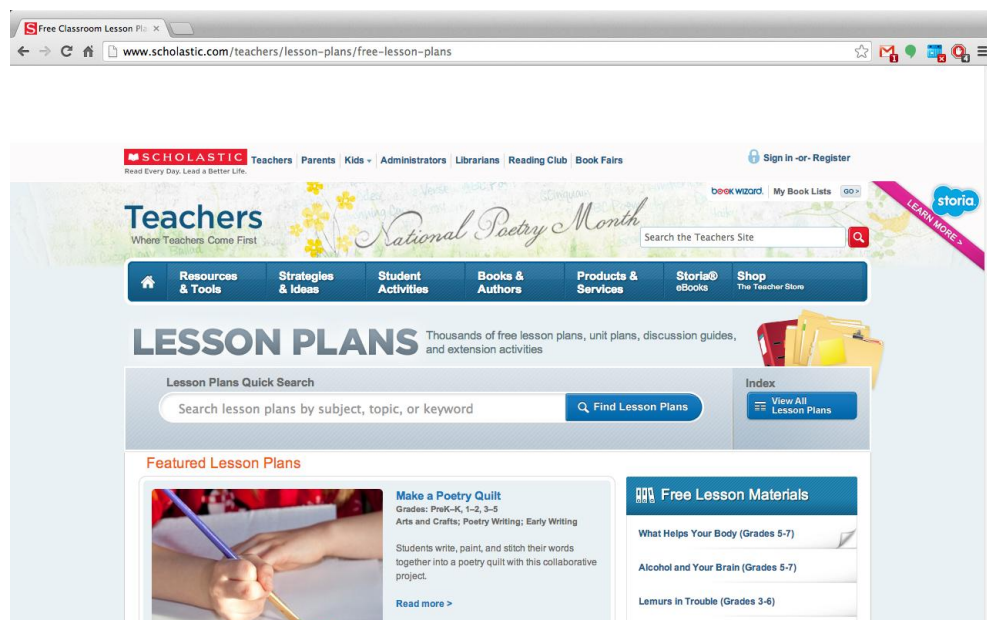 Free Classroom Lesson Pla
www.scholastic.com/teachers/lesson-plans/free-lesson-plans
1
4
SCHOLASTIC
Read Every Day. Lead a Better Life.
Teachers Parents Kids Administrators Librarians Reading Club Book Fairs
Sign in -or- Register
Teachers
Where Teachers Come First
National Poetry Month
BOOK WIZARD. My Book Lists GO >
Search the Teachers Site
LEARN MORE >
storia
Resources & Tools
Strategies & Ideas
Student Activities
Books & Authors
Products & Services
Storia® eBooks
Shop
The Teacher Store
LESSON PLANS
Thousands of free lesson plans, unit plans, discussion guides,
and extension activities
Lesson Plans Quick Search
Search lesson plans by subject, topic, or keyword
Find Lesson Plans
Index
View All
Lesson Plans
Featured Lesson Plans
Make a Poetry Quilt
Grades: PreK–K, 1–2, 3–5
Arts and Crafts; Poetry Writing; Early Writing
Students write, paint, and stitch their words
together into a poetry quilt with this collaborative
project.
Read more >
Free Lesson Materials
What Helps Your Body (Grades 5-7)
Alcohol and Your Brain (Grades 5-7)
Lemurs in Trouble (Grades 3-6)